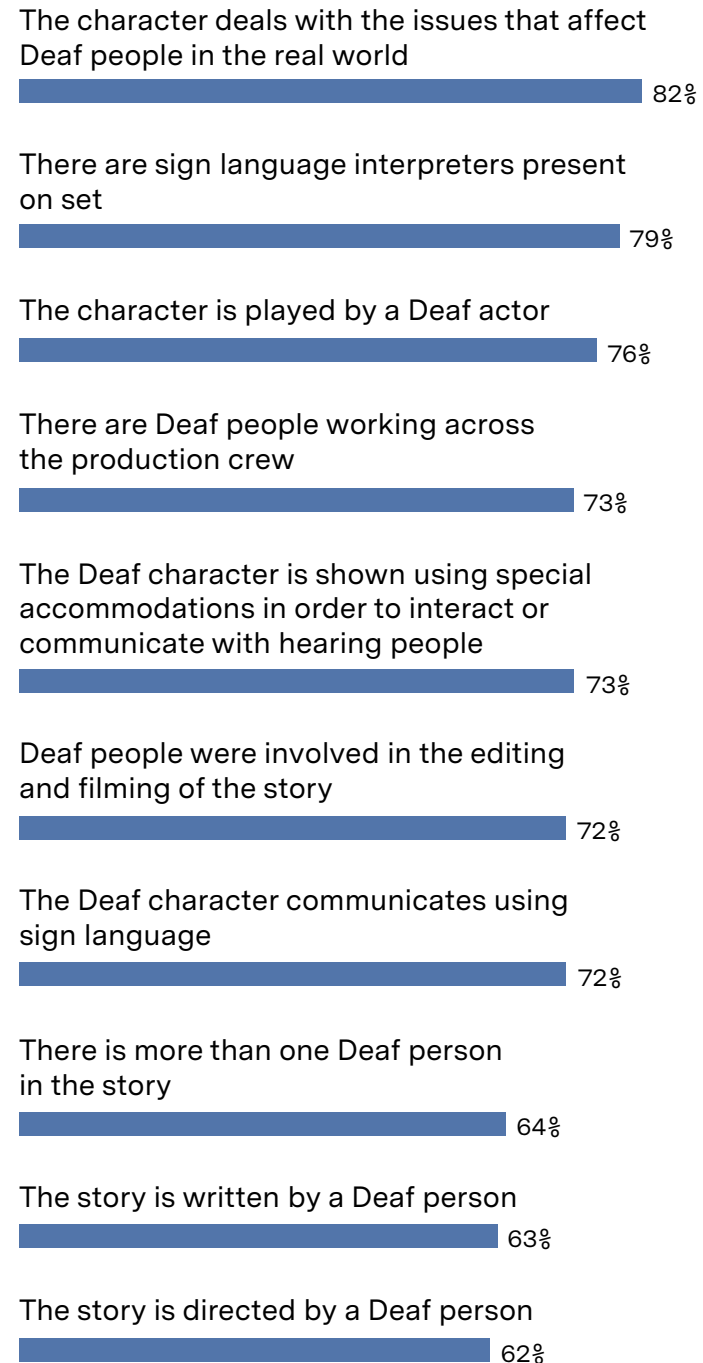 The character deals with the issues that affect
Deaf people in the real world
82%
There are sign language interpreters present
on set
79%
The character is played by a Deaf actor
76%
There are Deaf people working across
the production crew
73%
The Deaf character is shown using special
accommodations in order to interact or
communicate with hearing people
73%
Deaf people were involved in the editing
and filming of the story
72%
The Deaf character communicates using
sign language
72%
There is more than one Deaf person
in the story
64%
The story is written by a Deaf person
63%
The story is directed by a Deaf person
62%